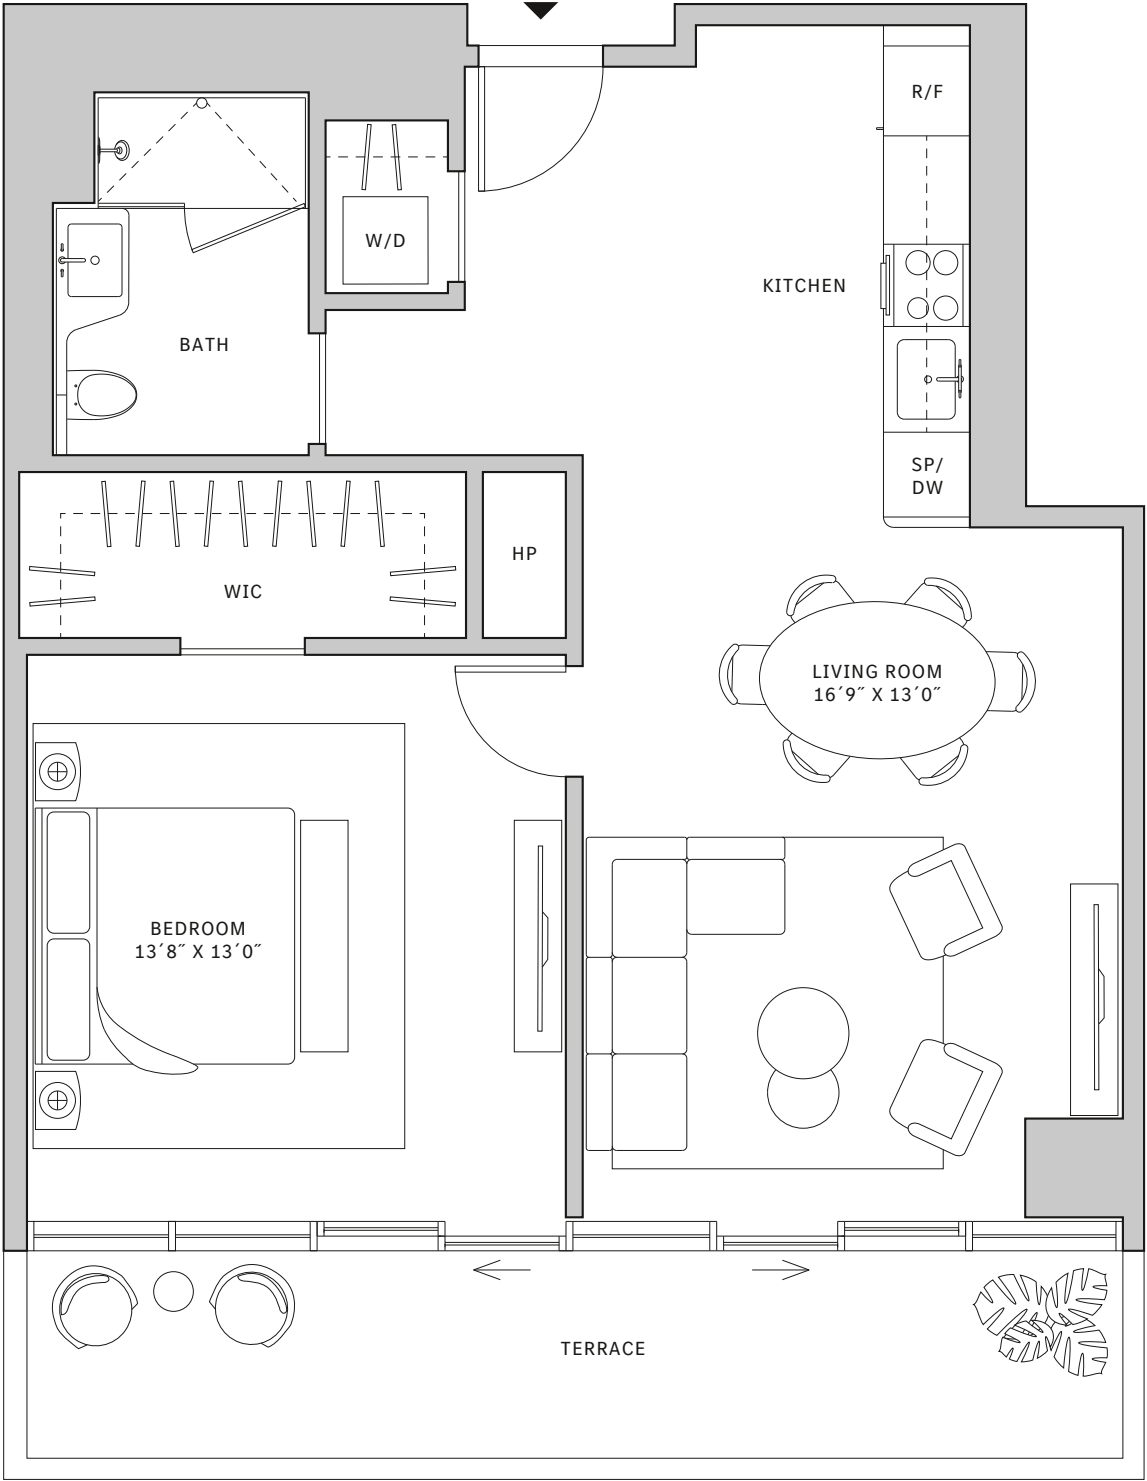 R/F
W/D
KITCHEN
BATH
SP/
DW
HP
WIC
LIVING ROOM
16´9˝ X 13´0˝
BEDROOM
13´8˝ X 13´0˝
TERRACE